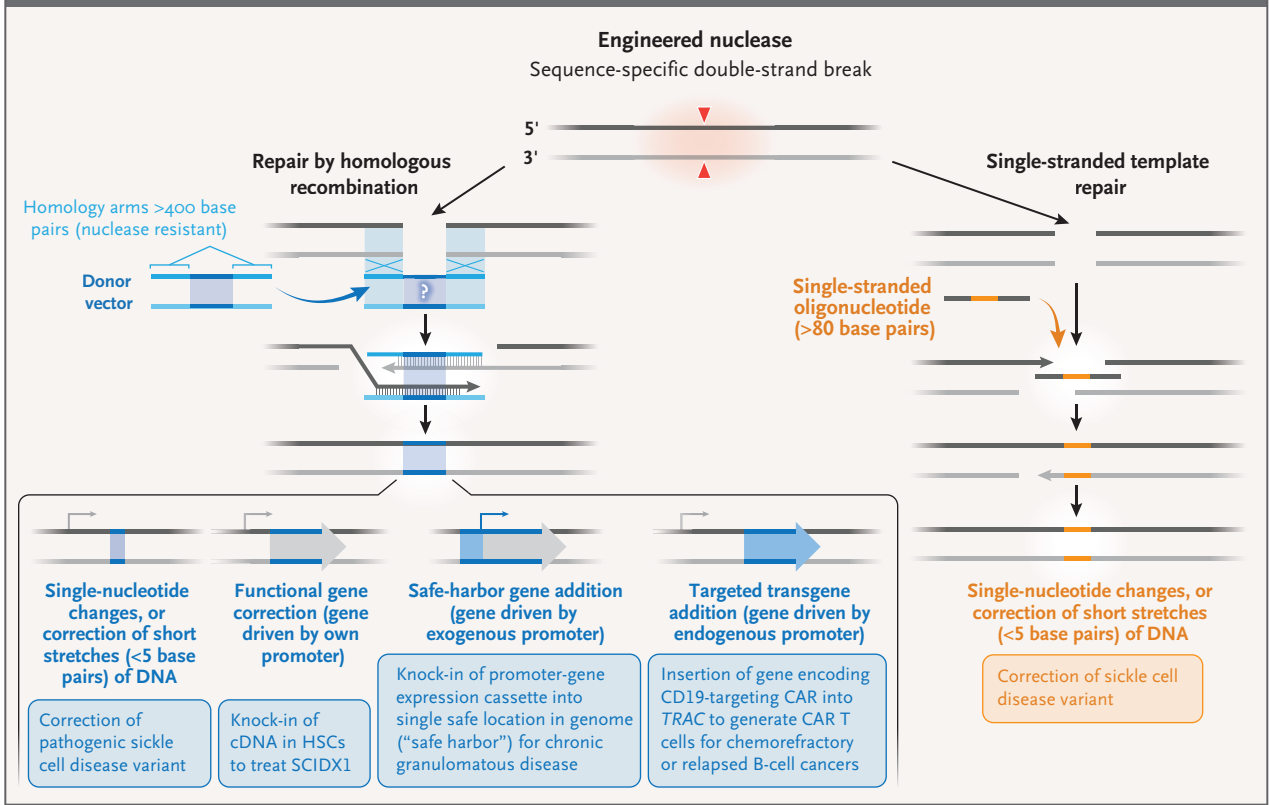 Engineered nuclease
Sequence-specific double-strand break
5'
3'
Repair by homologous
recombination
Homology arms >400 base
pairs (nuclease resistant)
Donor
vector
?
Single-stranded template
repair
Single-stranded
oligonucleotide
(>80 base pairs)
Single-nucleotide
changes, or
correction of short
stretches (<5 base
pairs) of DNA
Correction of
pathogenic sickle
cell disease variant
Functional gene
correction (gene
driven by own
promoter)
Knock-in of
cDNA in HSCs
to treat SCIDX1
Safe-harbor gene addition
(gene driven by
exogenous promoter)
Knock-in of promoter-gene
expression cassette into
single safe location in genome
(“safe harbor”) for chronic
granulomatous disease
Targeted transgene
addition (gene driven by
endogenous promoter)
Insertion of gene encoding
CD19-targeting CAR into
TRAC to generate CAR T
cells for chemorefractory
or relapsed B-cell cancers
Single-nucleotide changes, or
correction of short stretches
(<5 base pairs) of DNA
Correction of sickle cell
disease variant